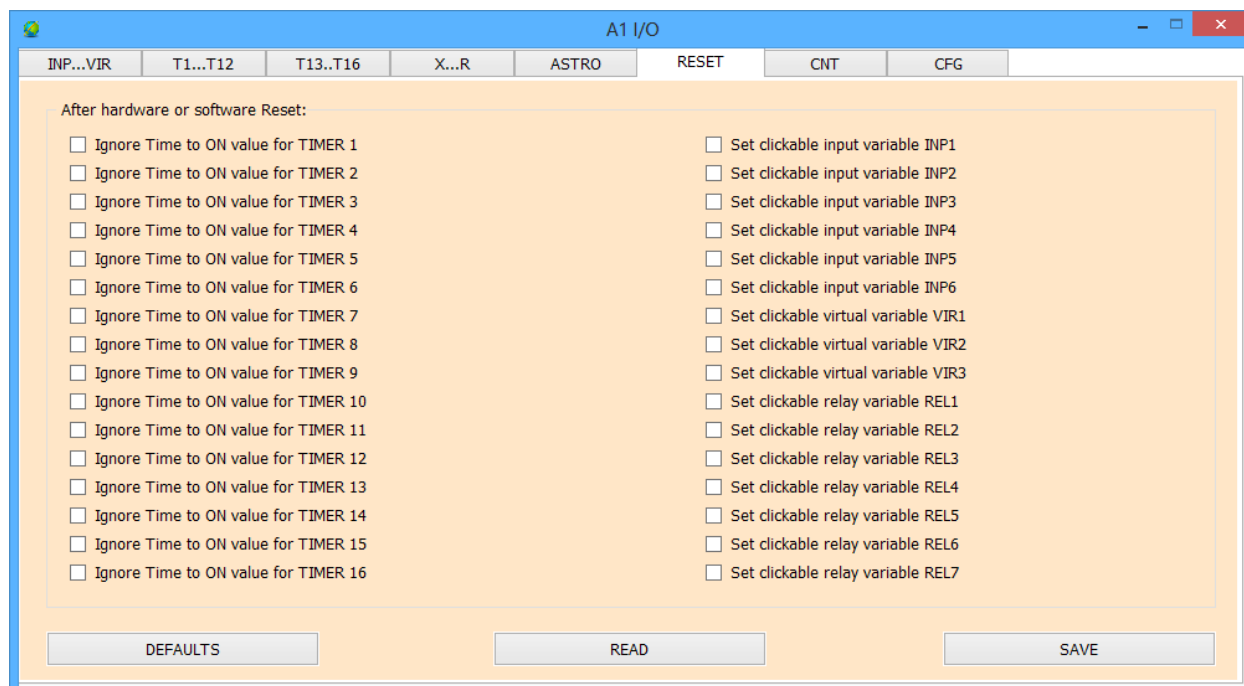 A1 I/O
INP...VIR T1...T12 T13..T16 X...R ASTRO RESET CNT CFG
After hardware or software Reset:
Ignore Time to ON value for TIMER 1
Ignore Time to ON value for TIMER 2
Ignore Time to ON value for TIMER 3
Ignore Time to ON value for TIMER 4
Ignore Time to ON value for TIMER 5
Ignore Time to ON value for TIMER 6
Ignore Time to ON value for TIMER 7
Ignore Time to ON value for TIMER 8
Ignore Time to ON value for TIMER 9
Ignore Time to ON value for TIMER 10
Ignore Time to ON value for TIMER 11
Ignore Time to ON value for TIMER 12
Ignore Time to ON value for TIMER 13
Ignore Time to ON value for TIMER 14
Ignore Time to ON value for TIMER 15
Ignore Time to ON value for TIMER 16
Set clickable input variable INP1
Set clickable input variable INP2
Set clickable input variable INP3
Set clickable input variable INP4
Set clickable input variable INP5
Set clickable input variable INP6
Set clickable virtual variable VIR1
Set clickable virtual variable VIR2
Set clickable virtual variable VIR3
Set clickable relay variable REL1
Set clickable relay variable REL2
Set clickable relay variable REL3
Set clickable relay variable REL4
Set clickable relay variable REL5
Set clickable relay variable REL6
Set clickable relay variable REL7
DEFAULTS READ SAVE